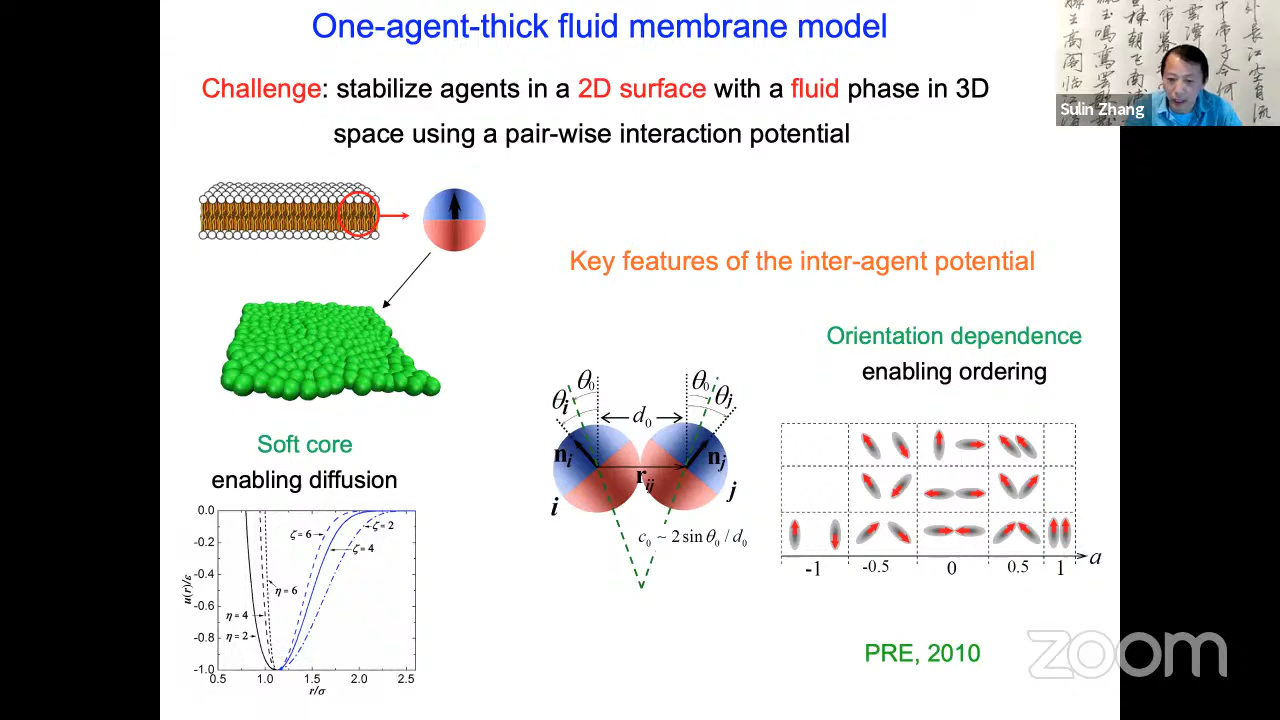 One-agent-thick fluid membrane model
Challenge: stabilize agents in a 2D surface with a fluid phase in 3D
space using a pair-wise interaction potential
Sulin Zhang
Key features of the inter-agent potential
Orientation dependence
enabling ordering
Soft core
enabling diffusion
θ₀
θ₀
θi
θj
d₀
ni
nj
rij
i
j
c₀ ~ 2 sin θ₀ / d₀
0.0
-0.2
-0.4
-0.6
-0.8
-1.0
u(r)/ε
ζ = 6
ζ = 2
ζ = 4
η = 6
η = 4
η = 2
0.5 1.0 1.5 2.0 2.5
r/σ
-1 -0.5 0 0.5 1 a
PRE, 2010
zoom